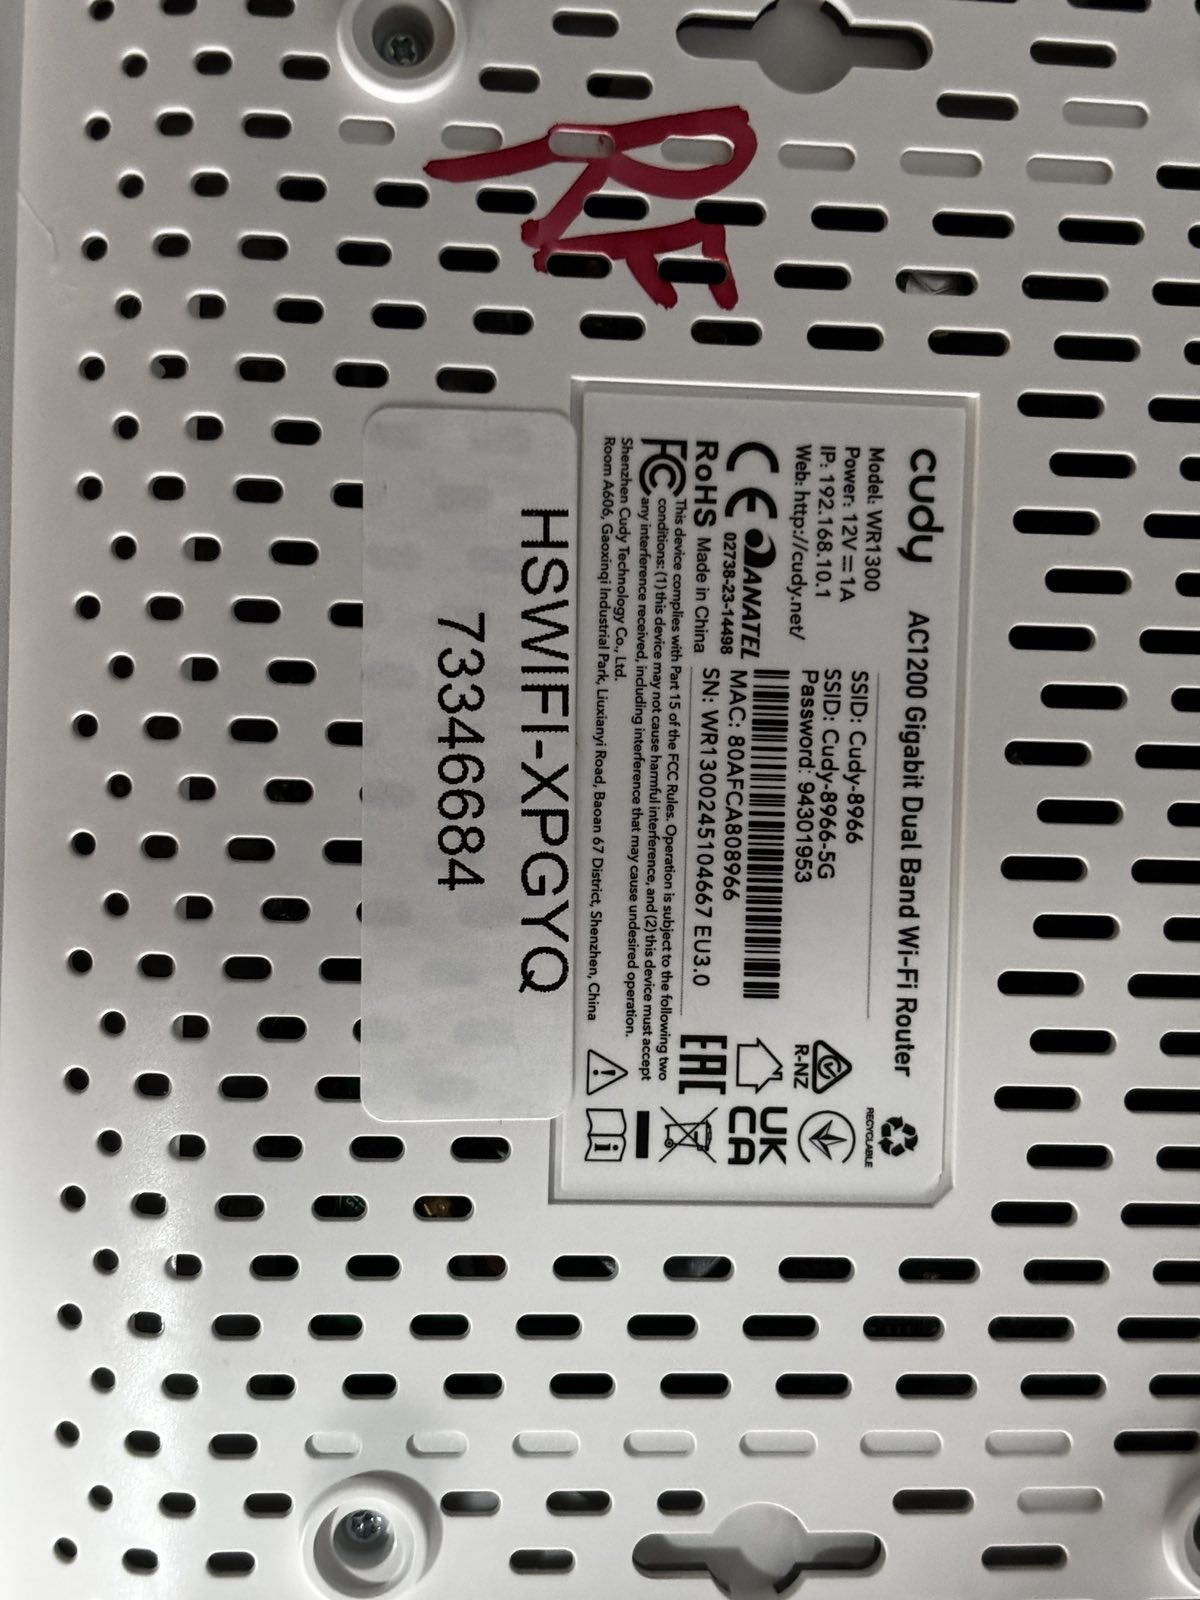 RE
cudy AC1200 Gigabit Dual Band Wi-Fi Router
Model: WR1300
Power: 12V⎓1A
IP: 192.168.10.1
Web: http://cudy.net/
SSID: Cudy-8966
SSID: Cudy-8966-5G
Password: 94301953
CE ANATEL
02738-23-14498
RoHS Made in China
MAC: 80AFCA808966
SN: WR1300245104667 EU3.0
FC This device complies with Part 15 of the FCC Rules. Operation is subject to the following two
conditions: (1) this device may not cause harmful interference, and (2) this device must accept
any interference received, including interference that may cause undesired operation.
Shenzhen Cudy Technology Co., Ltd.
Room A606, Gaoxinqi Industrial Park, Liuxianyi Road, Baoan 67 District, Shenzhen, China
RECYCLABLE
R-NZ
UK
CA
EAC
HSWIFI-XPGYQ
73346684